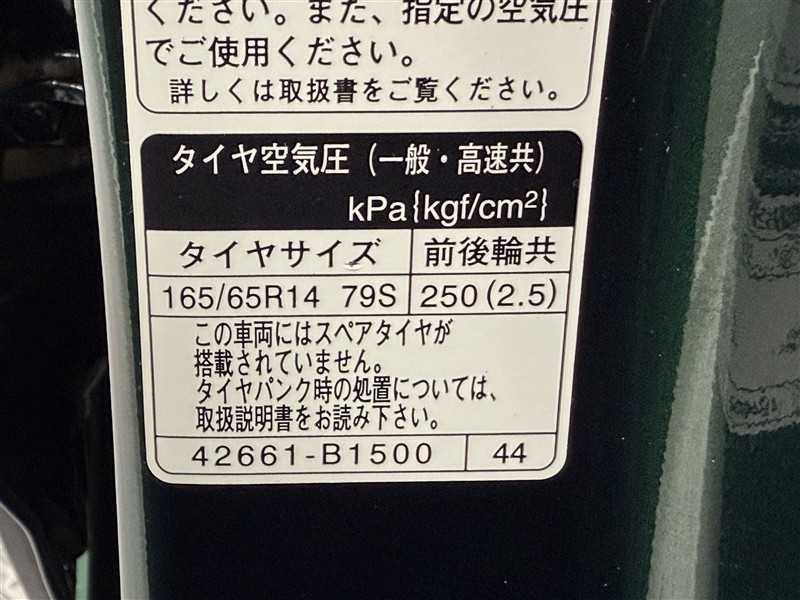 ください。また、指定の空気圧
でご使用ください。
詳しくは取扱書をご覧ください。
タイヤ空気圧 (一般・高速共)
kPa{kgf/cm²}
タイヤサイズ 前後輪共
165/65R14 79S 250(2.5)
この車両にはスペアタイヤが
搭載されていません。
タイヤパンク時の処置については、
取扱説明書をお読み下さい。
42661-B1500 44